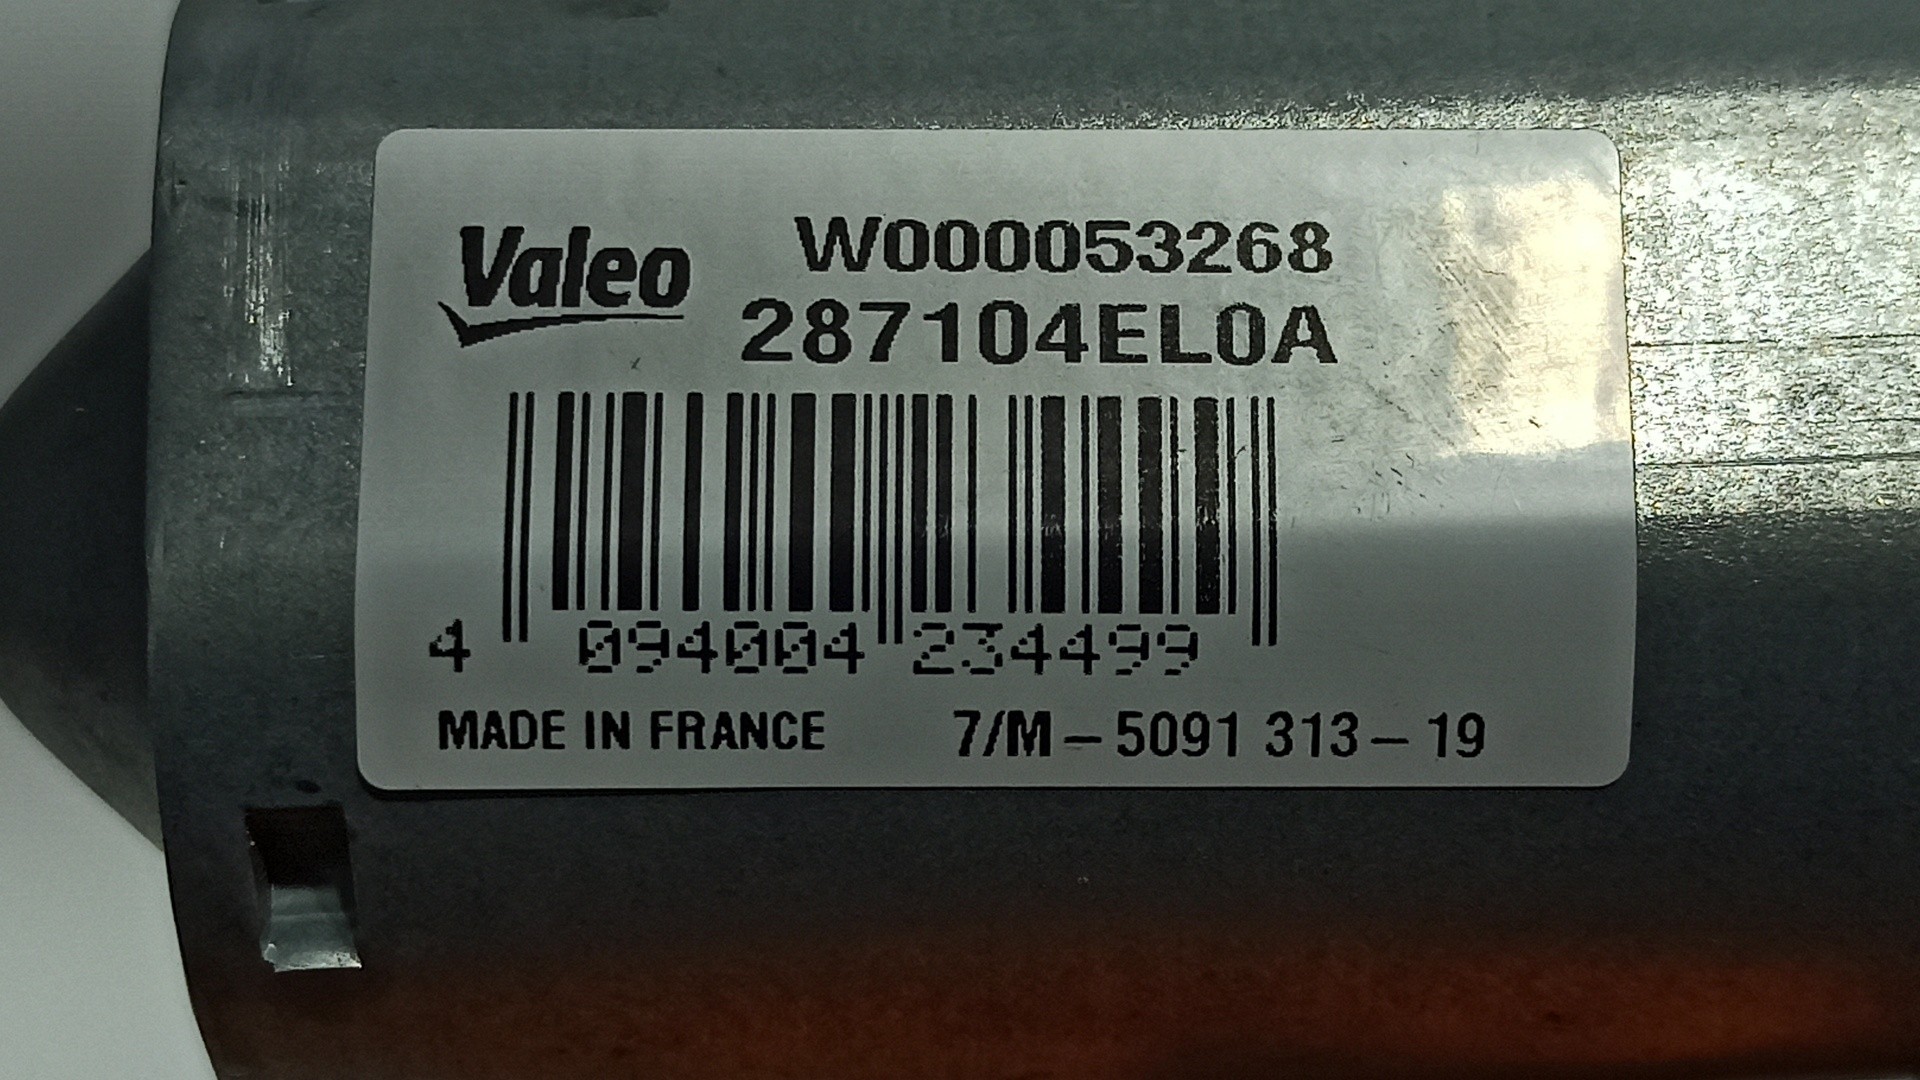 Valeo
W000053268
287104EL0A
4 094004 234499
MADE IN FRANCE 7/M-5091 313-19